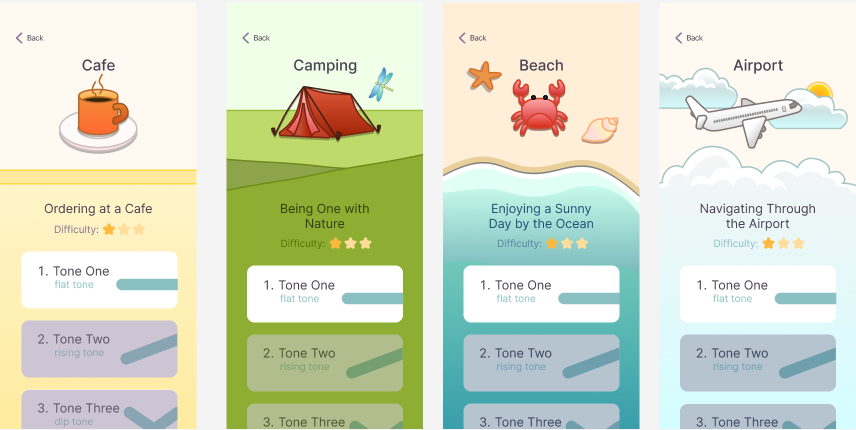 Back
Cafe
Ordering at a Cafe
Difficulty:
1. Tone One
flat tone
2. Tone Two
rising tone
3. Tone Three
dip tone
Back
Camping
Being One with
Nature
Difficulty:
1. Tone One
flat tone
2. Tone Two
rising tone
3. Tone Three
Back
Beach
Enjoying a Sunny
Day by the Ocean
Difficulty:
1. Tone One
flat tone
2. Tone Two
rising tone
3. Tone Three
Back
Airport
Navigating Through
the Airport
Difficulty:
1. Tone One
flat tone
2. Tone Two
rising tone
3. Tone Three